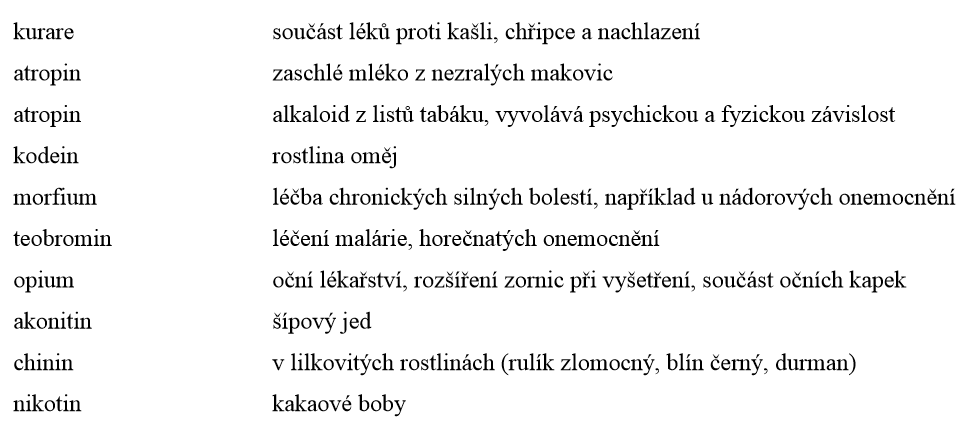 kurare součást léků proti kašli, chřipce a nachlazení
atropin zaschlé mléko z nezralých makovic
atropin alkaloid z listů tabáku, vyvolává psychickou a fyzickou závislost
kodein rostlina oměj
morfium léčba chronických silných bolestí, například u nádorových onemocnění
teobromin léčení malárie, horečnatých onemocnění
opium oční lékařství, rozšíření zornic při vyšetření, součást očních kapek
akonitin šípový jed
chinin v lilkovitých rostlinách (rulík zlomocný, blín černý, durman)
nikotin kakaové boby